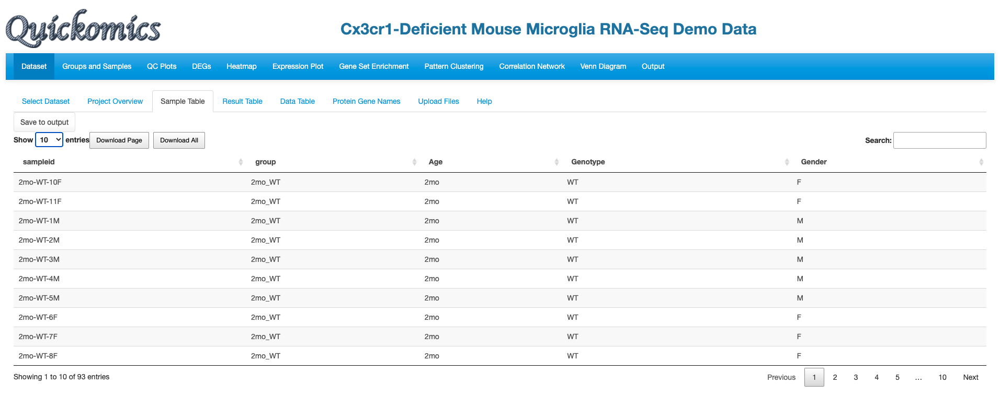 Quickomics
Cx3cr1-Deficient Mouse Microglia RNA-Seq Demo Data
Dataset Groups and Samples QC Plots DEGs Heatmap Expression Plot Gene Set Enrichment Pattern Clustering Correlation Network Venn Diagram Output
Select Dataset Project Overview Sample Table Result Table Data Table Protein Gene Names Upload Files Help
Save to output
Show 10 entries Download Page Download All Search:
sampleid group Age Genotype Gender
2mo-WT-10F 2mo_WT 2mo WT F
2mo-WT-11F 2mo_WT 2mo WT F
2mo-WT-1M 2mo_WT 2mo WT M
2mo-WT-2M 2mo_WT 2mo WT M
2mo-WT-3M 2mo_WT 2mo WT M
2mo-WT-4M 2mo_WT 2mo WT M
2mo-WT-5M 2mo_WT 2mo WT M
2mo-WT-6F 2mo_WT 2mo WT F
2mo-WT-7F 2mo_WT 2mo WT F
2mo-WT-8F 2mo_WT 2mo WT F
Showing 1 to 10 of 93 entries Previous 1 2 3 4 5 … 10 Next